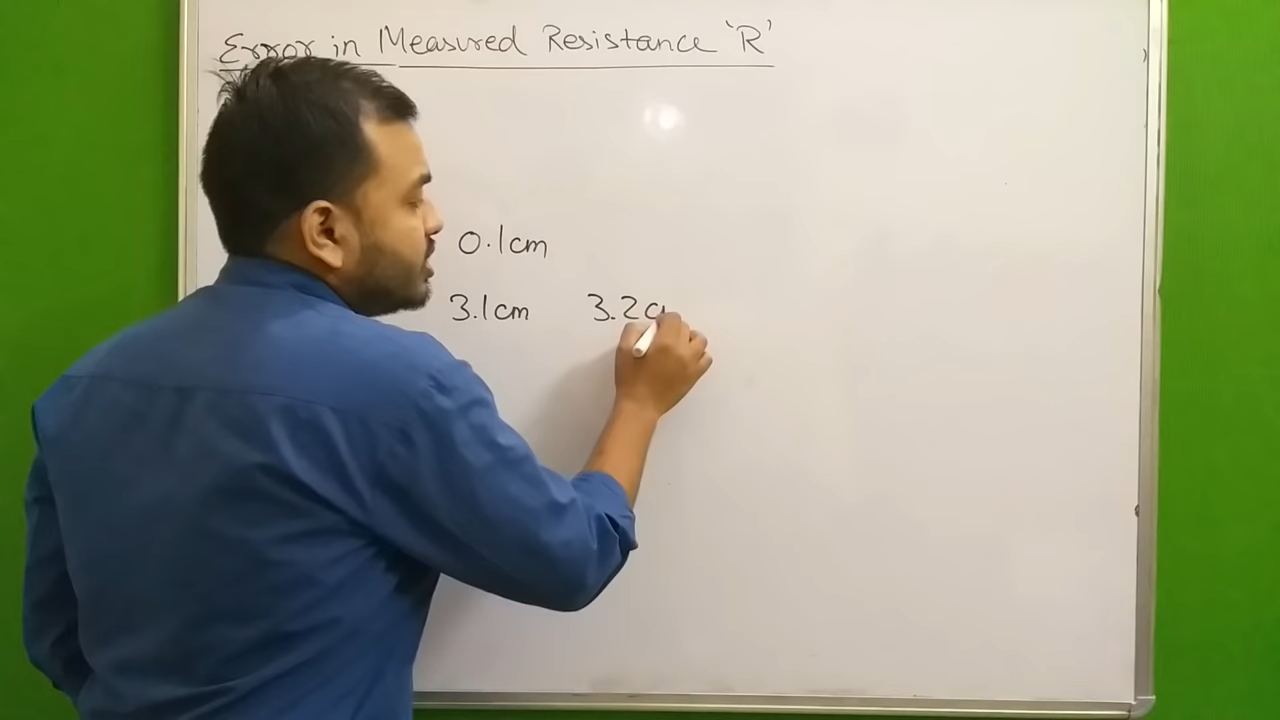 Error in Measured Resistance 'R'
0.1cm
3.1cm 3.2c